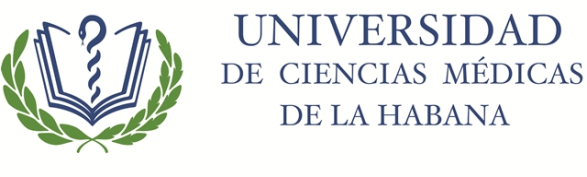 UNIVERSIDAD
DE CIENCIAS MÉDICAS
DE LA HABANA